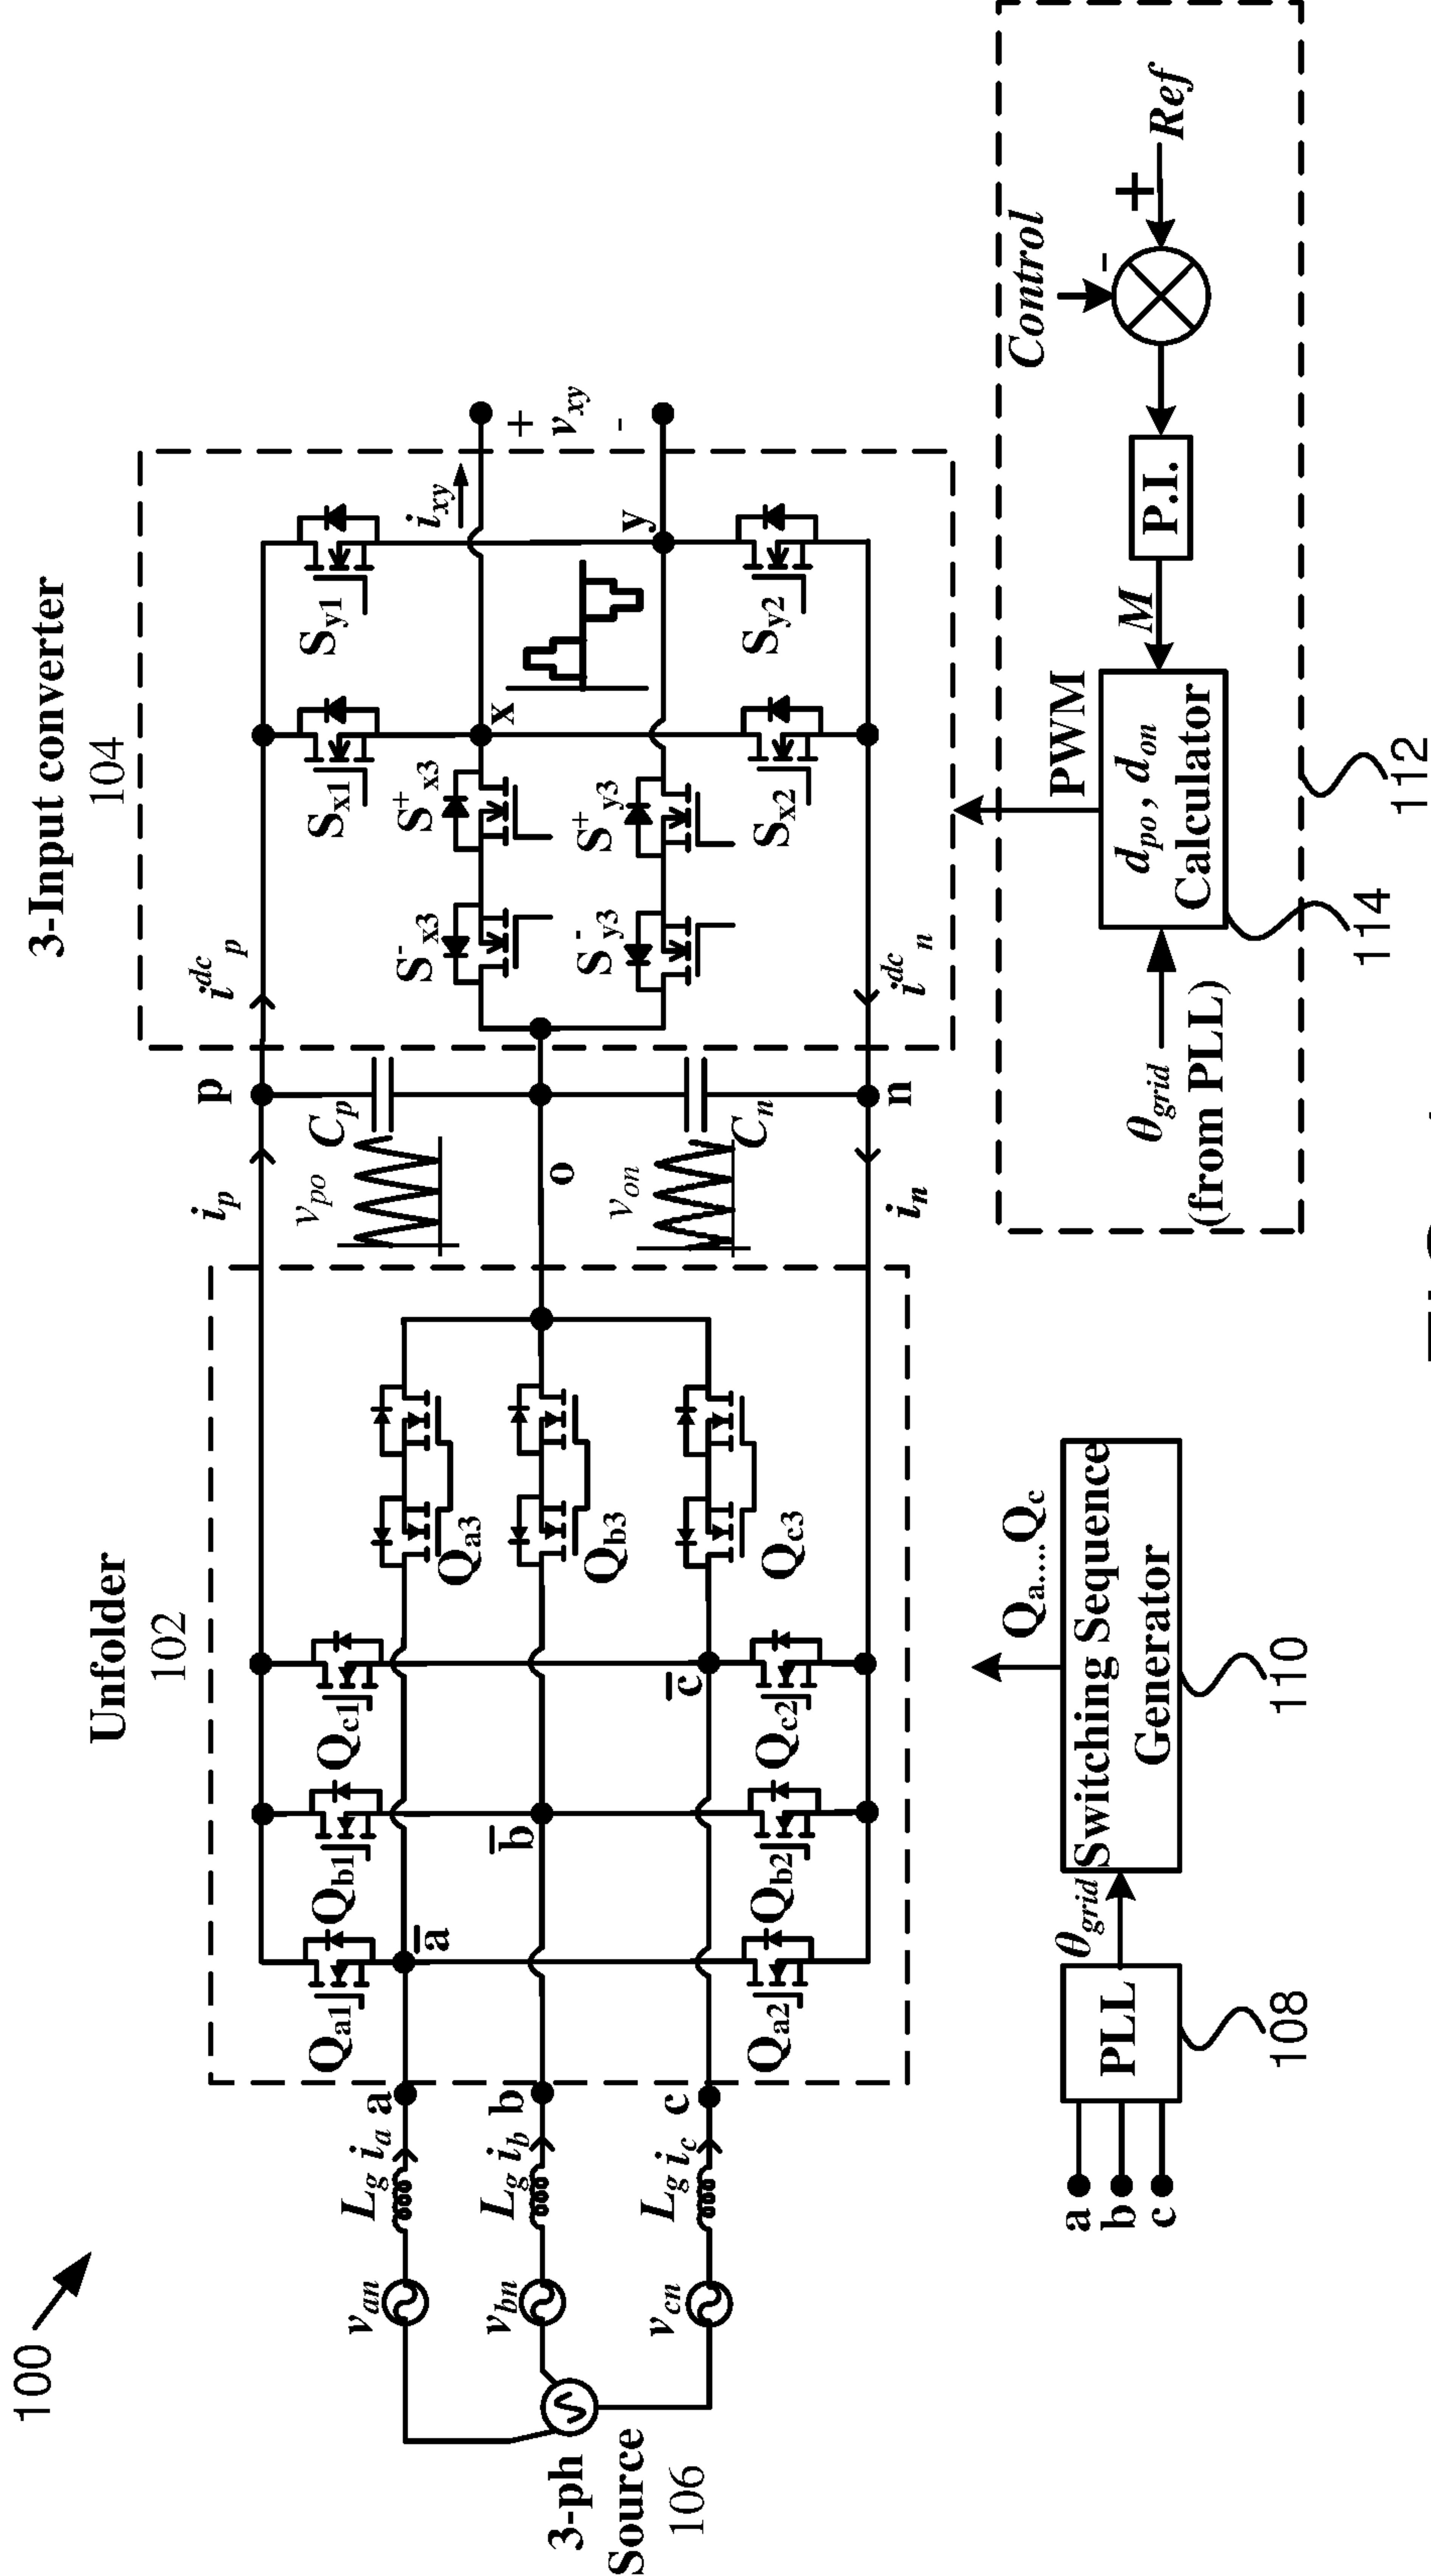 100
3-ph
Source
106
v_an
v_bn
v_cn
L_g i_a a
L_g i_b b
L_g i_c c
Unfolder
102
Q_a1
Q_b1
Q_c1
a̅
b̅
c̅
Q_a2
Q_b2
Q_c2
Q_a3
Q_b3
Q_c3
i_p
p
v_po
C_p
o
v_on
C_n
i_n
n
3-Input converter
104
i^dc_p
i^dc_n
S_x1
S_y1
S^-_x3
S^+_x3
S^-_y3
S^+_y3
S_x2
S_y2
x
y
i_xy
+
v_xy
-
a
b
c
PLL
108
θ_grid
Switching Sequence
Generator
110
Q_a....Q_c
θ_grid
(from PLL)
d_po, d_on
Calculator
114
PWM
M
P.I.
Control
-
+
Ref
112